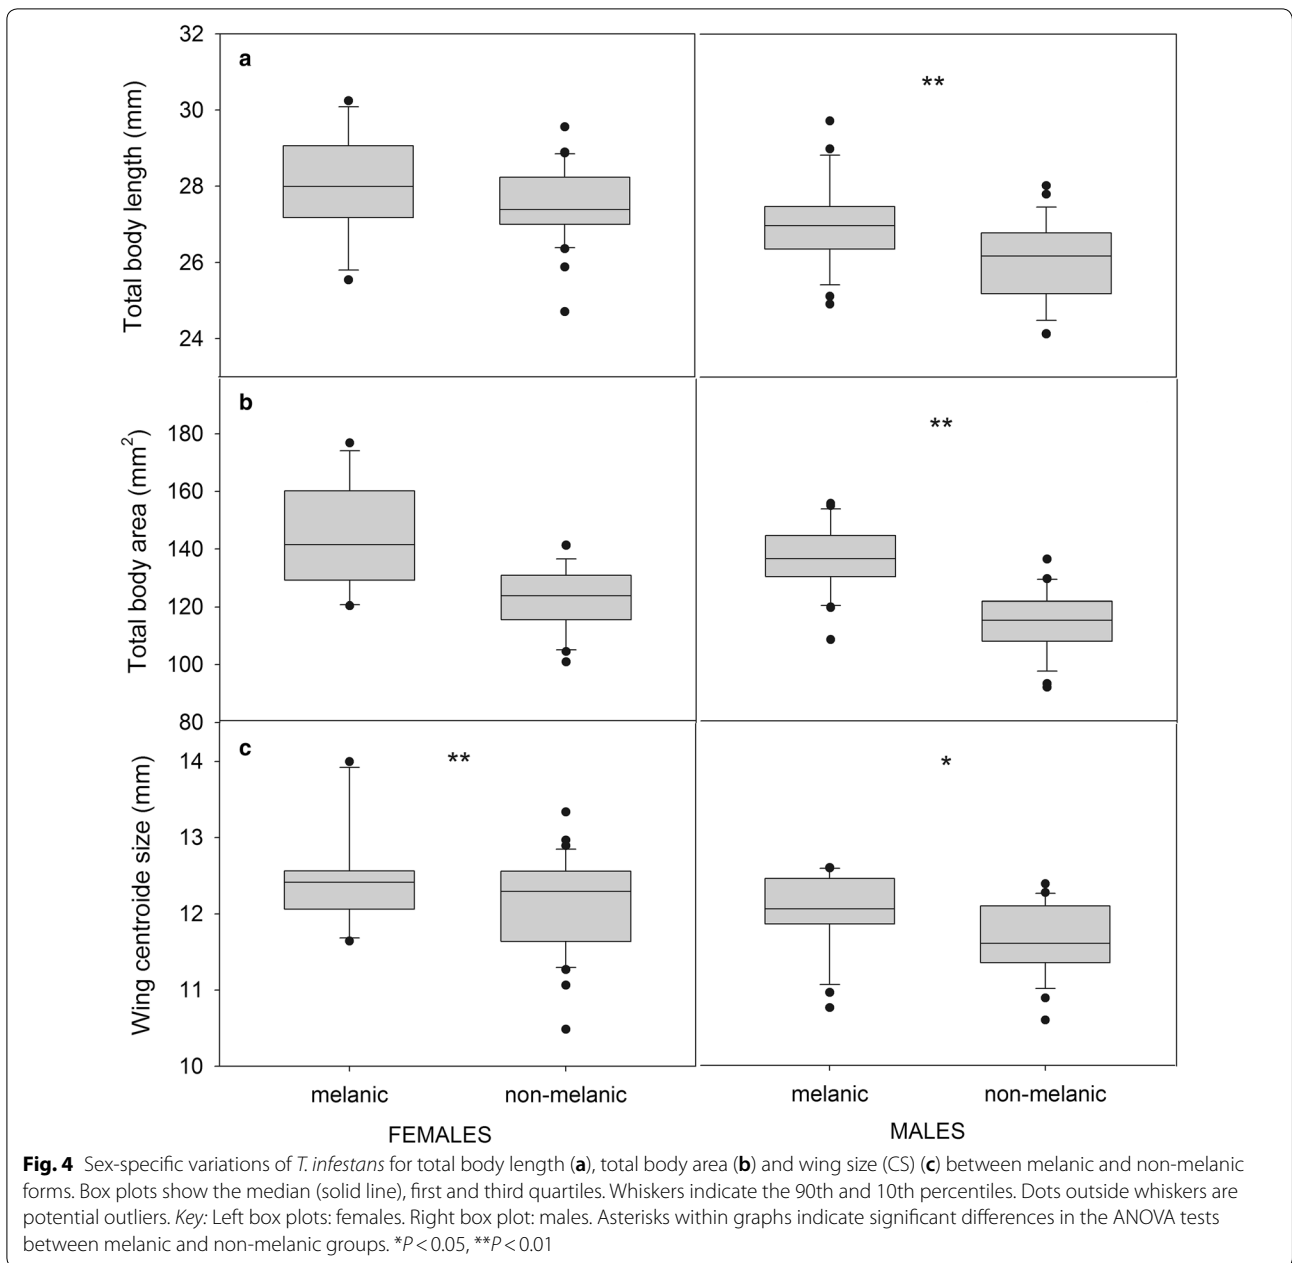 a
**
Total body length (mm)
32
30
28
26
24
b
**
Total body area (mm²)
180
160
140
120
100
80
c
**
*
Wing centroide size (mm)
14
13
12
11
10
melanic non-melanic melanic non-melanic
FEMALES MALES
Fig. 4 Sex-specific variations of T. infestans for total body length (a), total body area (b) and wing size (CS) (c) between melanic and non-melanic
forms. Box plots show the median (solid line), first and third quartiles. Whiskers indicate the 90th and 10th percentiles. Dots outside whiskers are
potential outliers. Key: Left box plots: females. Right box plot: males. Asterisks within graphs indicate significant differences in the ANOVA tests
between melanic and non-melanic groups. *P < 0.05, **P < 0.01